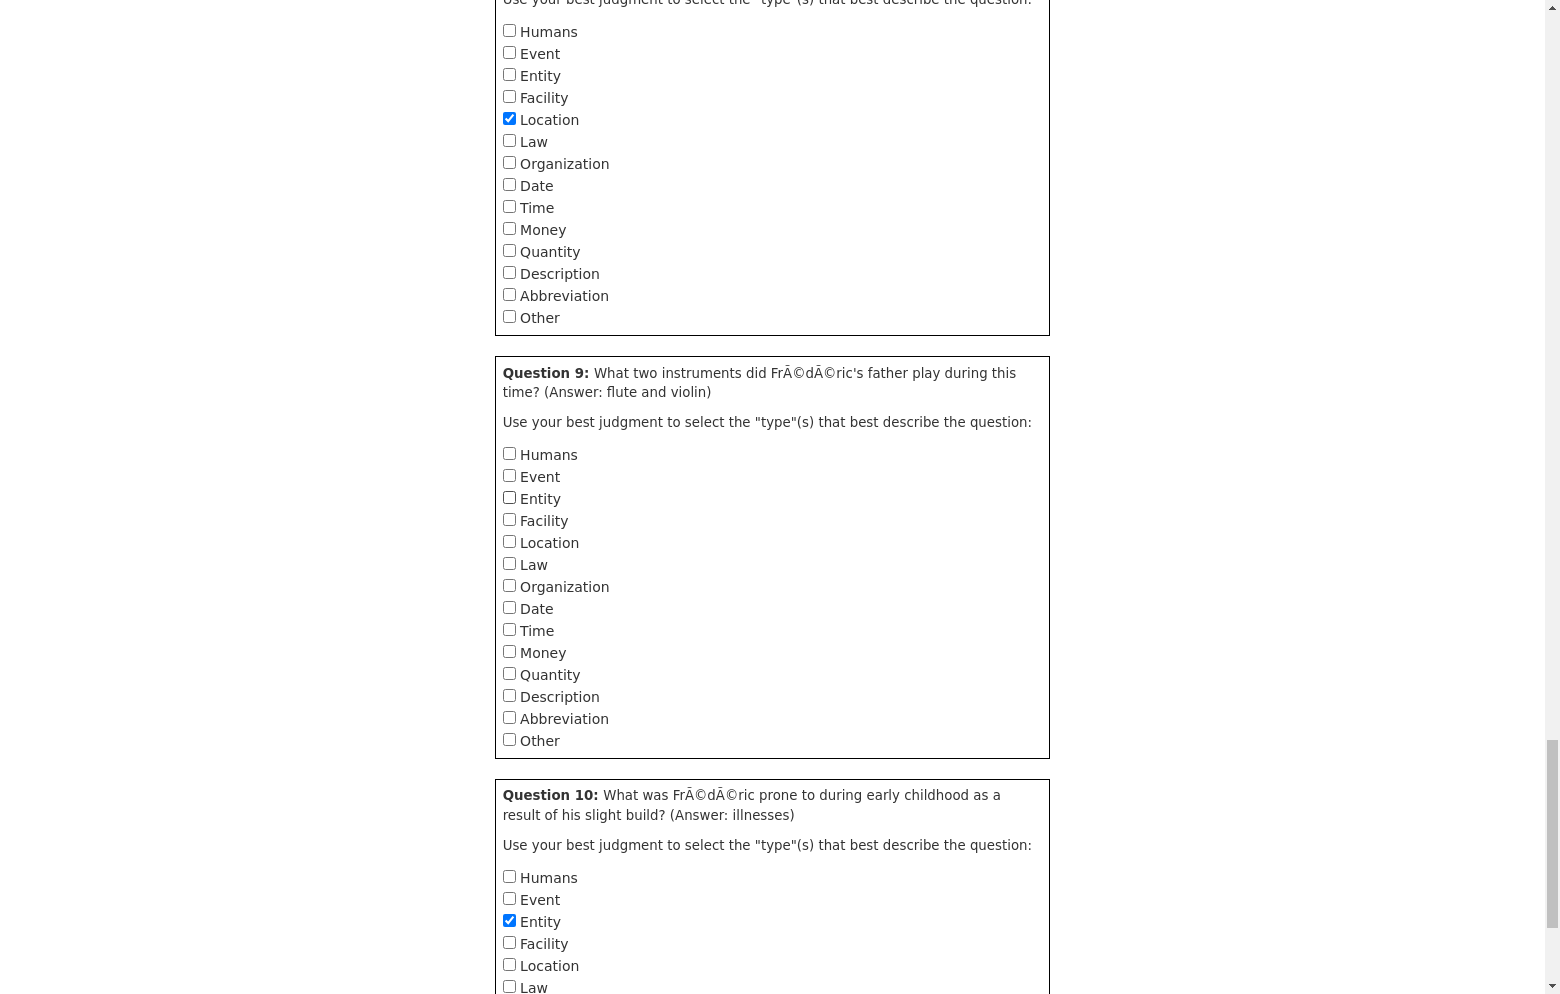 Use your best judgment to select the "type"(s) that best describe the question:
Humans
Event
Entity
Facility
Location
Law
Organization
Date
Time
Money
Quantity
Description
Abbreviation
Other
Question 9: What two instruments did FrÃ©dÃ©ric's father play during this
time? (Answer: flute and violin)
Use your best judgment to select the "type"(s) that best describe the question:
Humans
Event
Entity
Facility
Location
Law
Organization
Date
Time
Money
Quantity
Description
Abbreviation
Other
Question 10: What was FrÃ©dÃ©ric prone to during early childhood as a
result of his slight build? (Answer: illnesses)
Use your best judgment to select the "type"(s) that best describe the question:
Humans
Event
Entity
Facility
Location
Law